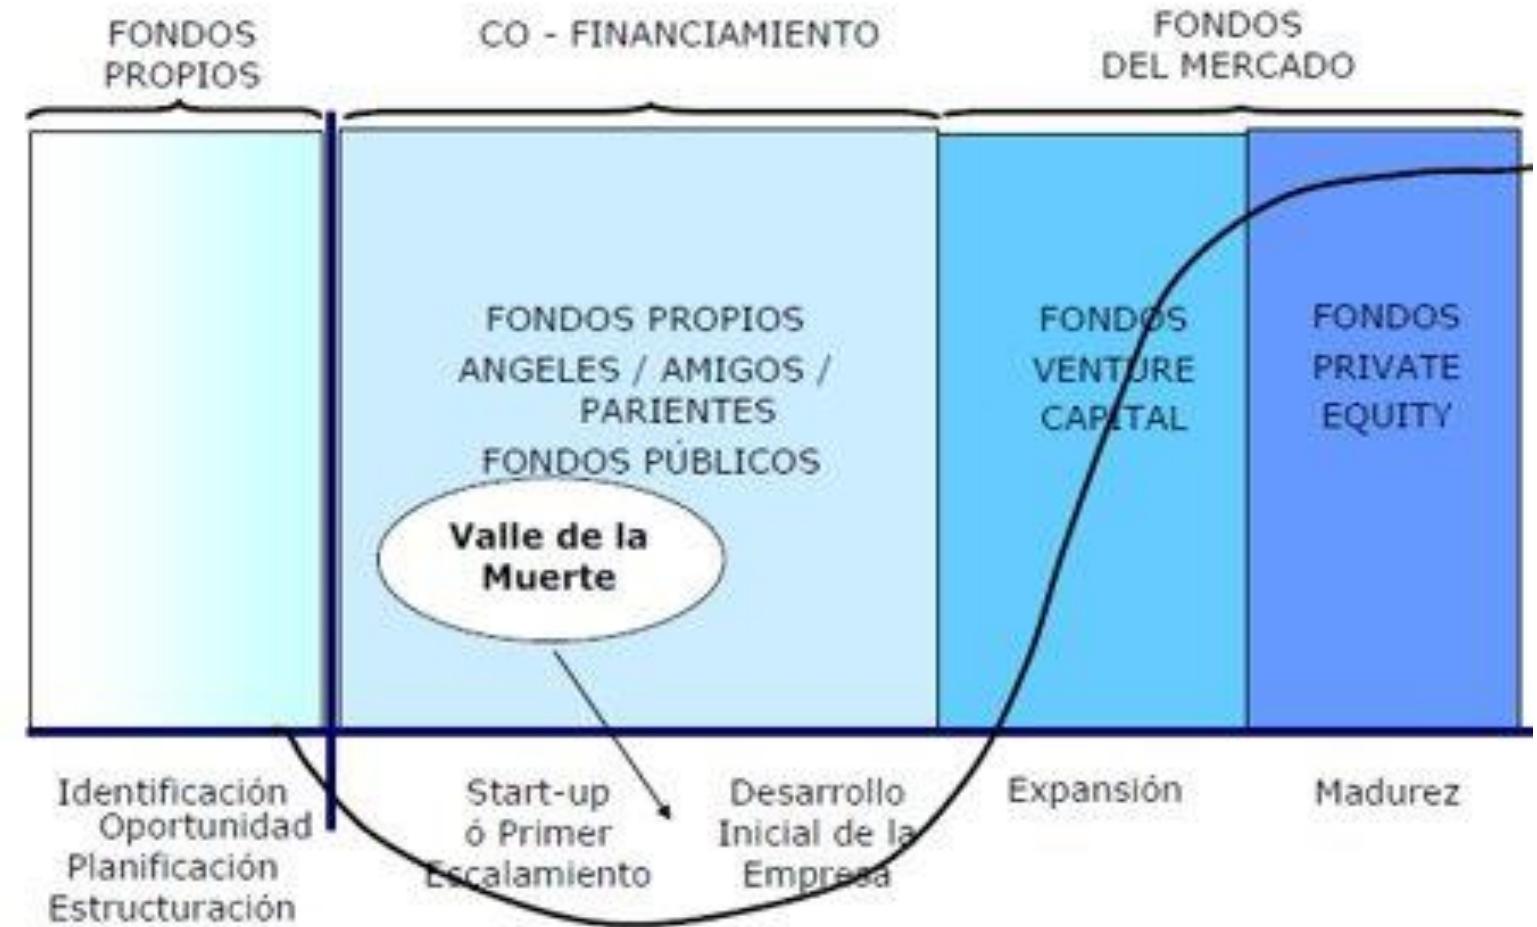 FONDOS
PROPIOS
CO - FINANCIAMIENTO
FONDOS
DEL MERCADO
FONDOS PROPIOS
ANGELES / AMIGOS /
PARIENTES
FONDOS PÚBLICOS
Valle de la
Muerte
FONDOS
VENTURE
CAPITAL
FONDOS
PRIVATE
EQUITY
Identificación
Oportunidad
Planificación
Estructuración
Start-up
ó Primer
Escalamiento
Desarrollo
Inicial de la
Empresa
Expansión
Madurez